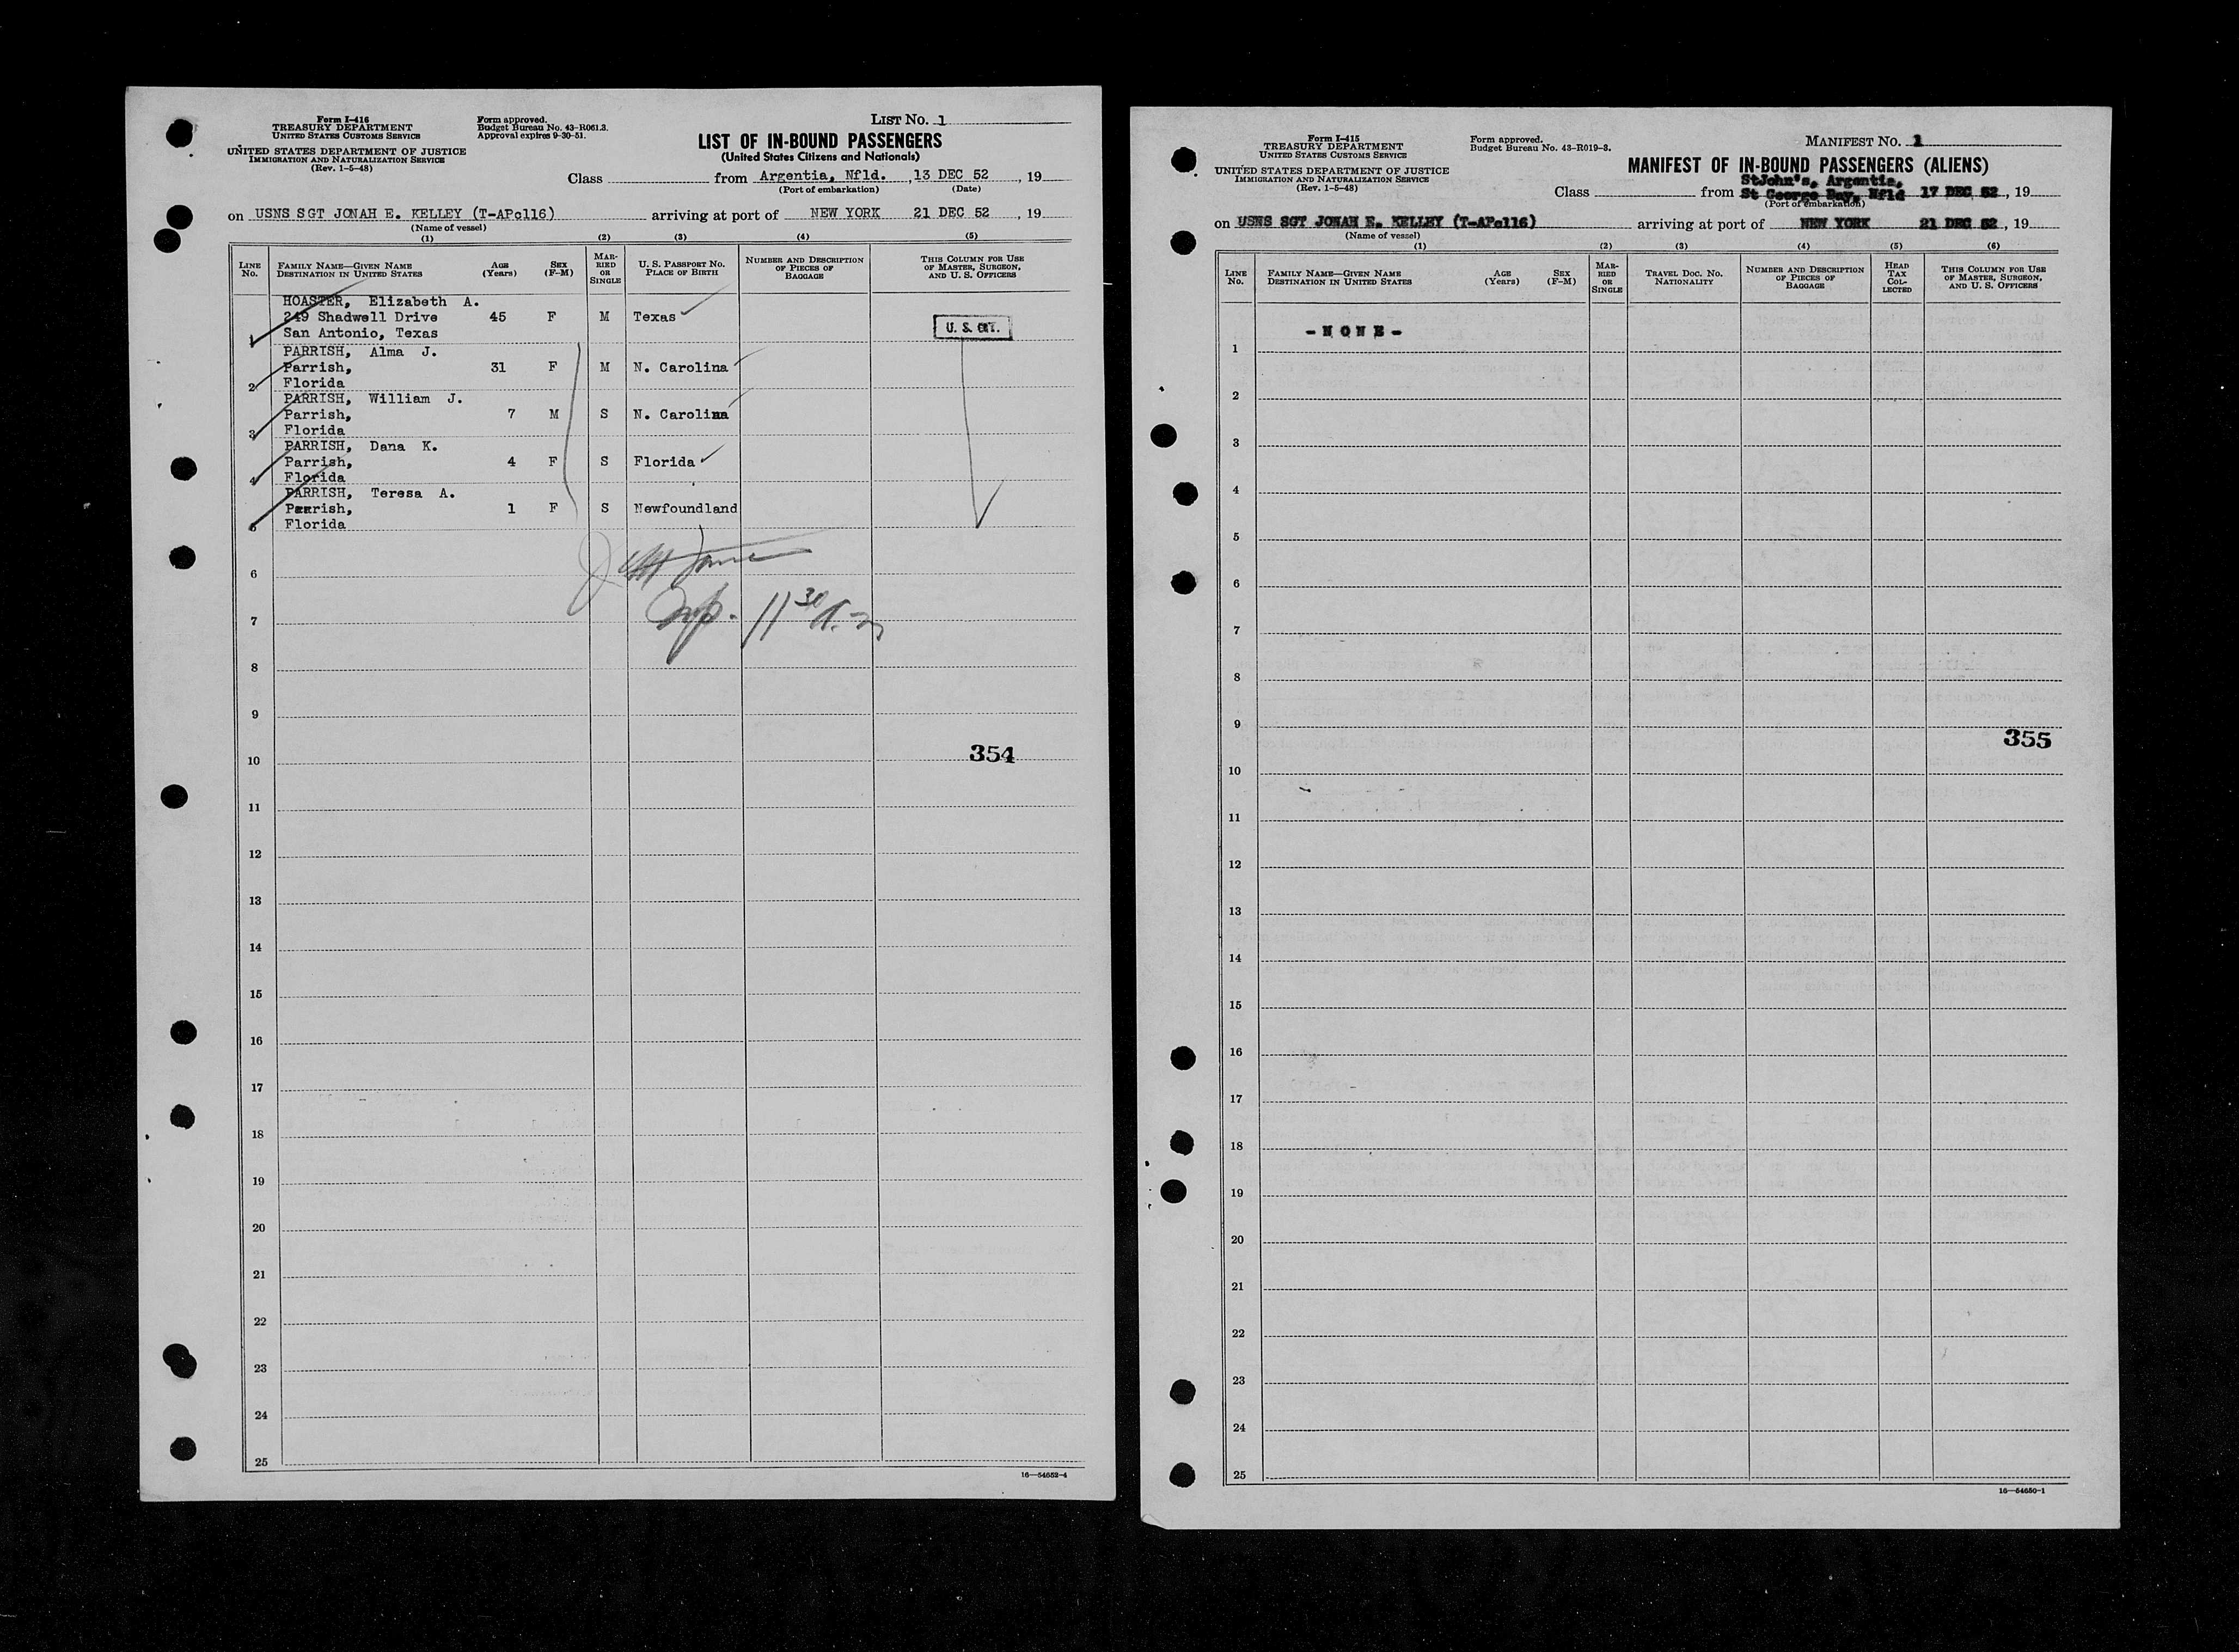 Form I-416
TREASURY DEPARTMENT
UNITED STATES CUSTOMS SERVICE
UNITED STATES DEPARTMENT OF JUSTICE
IMMIGRATION AND NATURALIZATION SERVICE
(Rev. 1-5-48)
Form approved.
Budget Bureau No. 43-R061.3.
Approval expires 9-30-51.
LIST NO. 1
LIST OF IN-BOUND PASSENGERS
(United States Citizens and Nationals)
Class from Argentia, Nfld. , 13 DEC 52 , 19
(Port of embarkation) (Date)
on USNS SGT JONAH E. KELLEY (T-APc116) arriving at port of NEW YORK 21 DEC 52 , 19
(Name of vessel)
(1) (2) (3) (4) (5)
LINE NO.
FAMILY NAME—GIVEN NAME
DESTINATION IN UNITED STATES
AGE (Years)
SEX (F-M)
MARRIED OR SINGLE
U. S. PASSPORT NO.
PLACE OF BIRTH
NUMBER AND DESCRIPTION OF PIECES OF BAGGAGE
THIS COLUMN FOR USE OF MASTER, SURGEON, AND U. S. OFFICERS
HOASTER, Elizabeth A.
249 Shadwell Drive 45 F M Texas
1 San Antonio, Texas
U. S. CIT.
PARRISH, Alma J.
Parrish, 31 F M N. Carolina
2 Florida
PARRISH, William J.
Parrish, 7 M S N. Carolina
3 Florida
PARRISH, Dana K.
Parrish, 4 F S Florida
4 Florida
PARRISH, Teresa A.
Parrish, 1 F S Newfoundland
5 Florida
6
Insp. 11 30 A.m
7
8
9
354
10
11
12
13
14
15
16
17
18
19
20
21
22
23
24
25
16—54652-4
Form I-415
TREASURY DEPARTMENT
UNITED STATES CUSTOMS SERVICE
UNITED STATES DEPARTMENT OF JUSTICE
IMMIGRATION AND NATURALIZATION SERVICE
(Rev. 1-5-48)
Form approved.
Budget Bureau No. 43-R019-3.
MANIFEST NO. 1
MANIFEST OF IN-BOUND PASSENGERS (ALIENS)
StJohn's, Argentia,
Class from St George Bay, Nfld 17 DEC 52 , 19
(Port of embarkation)
on USNS SGT JONAH E. KELLEY (T-APc116) arriving at port of NEW YORK 21 DEC 52 , 19
(Name of vessel)
(1) (2) (3) (4) (5) (6)
LINE NO.
FAMILY NAME—GIVEN NAME
DESTINATION IN UNITED STATES
AGE (Years)
SEX (F-M)
MARRIED OR SINGLE
TRAVEL DOC. NO.
NATIONALITY
NUMBER AND DESCRIPTION OF PIECES OF BAGGAGE
HEAD TAX COLLECTED
THIS COLUMN FOR USE OF MASTER, SURGEON, AND U. S. OFFICERS
- N O N E -
1
2
3
4
5
6
7
8
9
355
10
11
12
13
14
15
16
17
18
19
20
21
22
23
24
25
16—54650-1